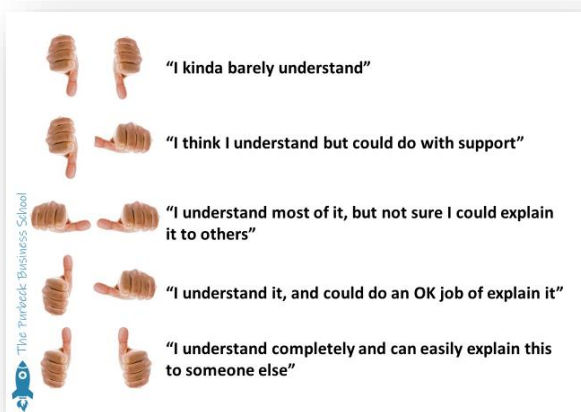 “I kinda barely understand”
“I think I understand but could do with support”
“I understand most of it, but not sure I could explain
it to others”
“I understand it, and could do an OK job of explain it”
“I understand completely and can easily explain this
to someone else”
The Purbeck Business School